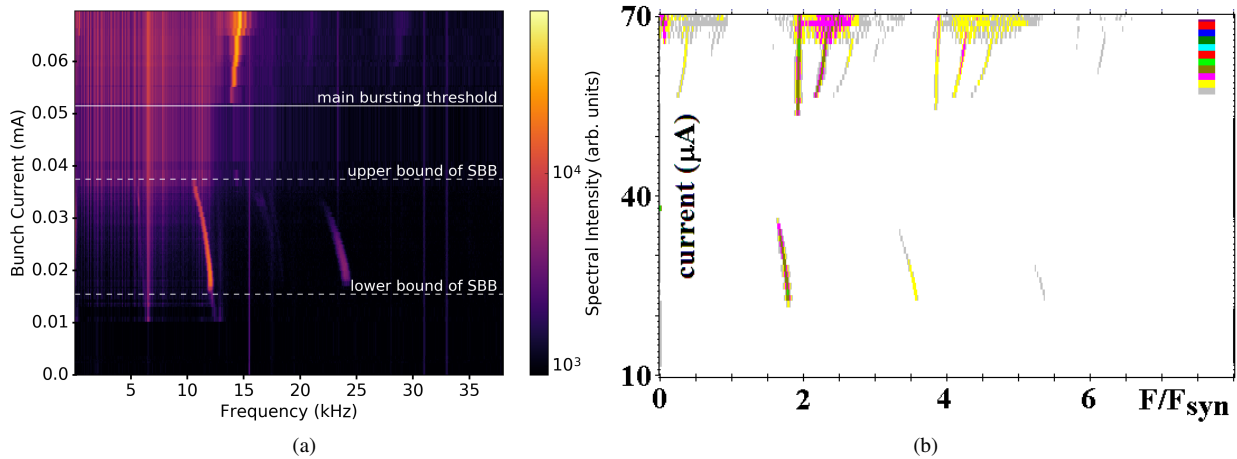 0.06
0.05
0.04
0.03
0.02
0.01
0.0
Bunch Current (mA)
main bursting threshold
upper bound of SBB
lower bound of SBB
5 10 15 20 25 30 35
Frequency (kHz)
10⁴
10³
Spectral Intensity (arb. units)
(a)
70
40
10
current (μA)
0 2 4 6 F/Fsyn
(b)